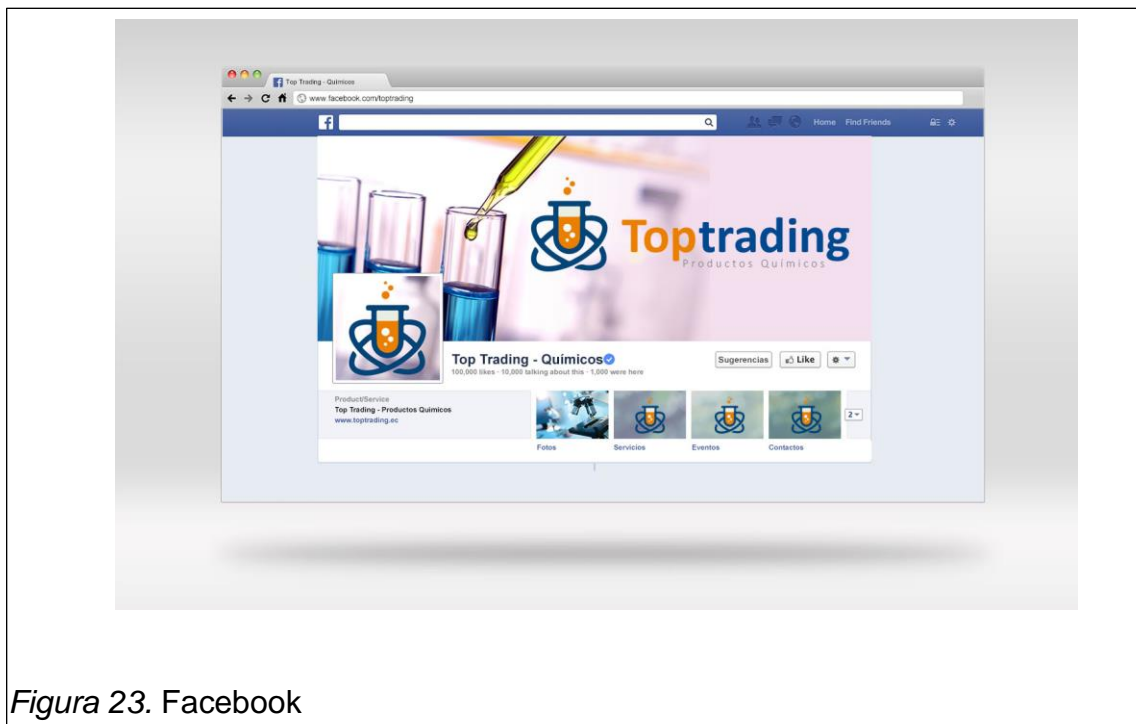 Top Trading - Químicos
www.facebook.com/toptrading
f
Home Find Friends
Toptrading
Productos Químicos
Top Trading - Químicos
Sugerencias Like
100,000 likes - 10,000 talking about this - 1,000 were here
Product/Service
Top Trading - Productos Químicos
www.toptrading.ec
2
Fotos Servicios Eventos Contactos
Figura 23. Facebook